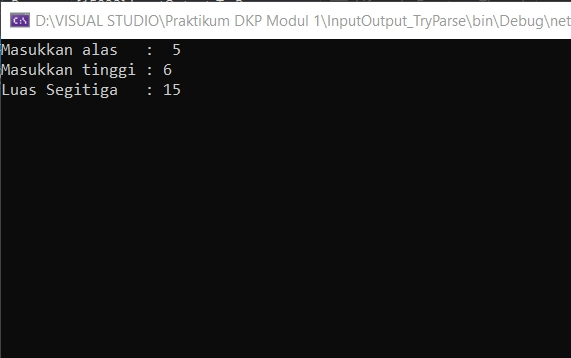 D:\VISUAL STUDIO\Praktikum DKP Modul 1\InputOutput_TryParse\bin\Debug\net
Masukkan alas   :  5
Masukkan tinggi : 6
Luas Segitiga   : 15